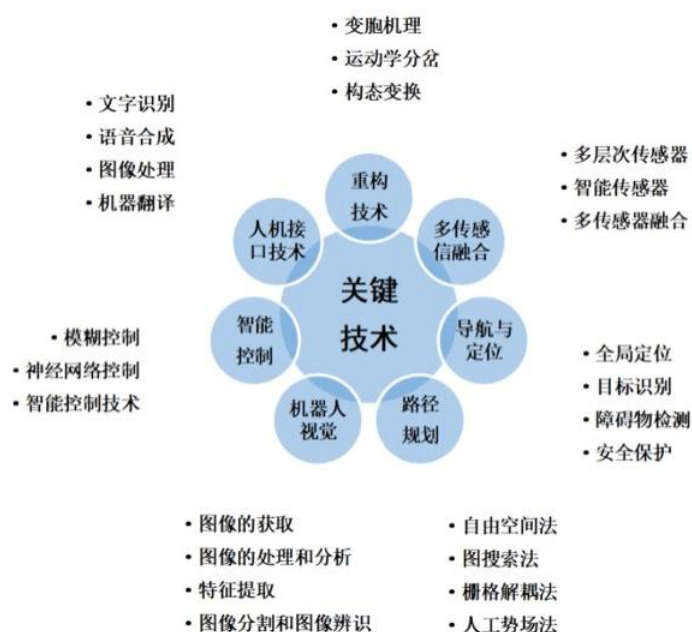 • 变胞机理
• 运动学分岔
• 构态变换
• 文字识别
• 语音合成
• 图像处理
• 机器翻译
• 多层次传感器
• 智能传感器
• 多传感器融合
重构
技术
人机接
口技术
多传感
信融合
关键
技术
智能
控制
导航与
定位
机器人
视觉
路径
规划
• 模糊控制
• 神经网络控制
• 智能控制技术
• 全局定位
• 目标识别
• 障碍物检测
• 安全保护
• 图像的获取
• 图像的处理和分析
• 特征提取
• 图像分割和图像辨识
• 自由空间法
• 图搜索法
• 栅格解耦法
• 人工势场法